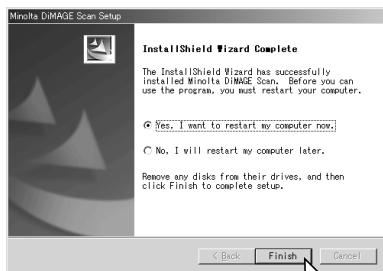 Minolta DiMAGE Scan Setup
InstallShield Wizard Complete
The InstallShield Wizard has successfully
installed Minolta DiMAGE Scan. Before you can
use the program, you must restart your computer.
Yes, I want to restart my computer now.
No, I will restart my computer later.
Remove any disks from their drives, and then
click Finish to complete setup.
< Back Finish Cancel